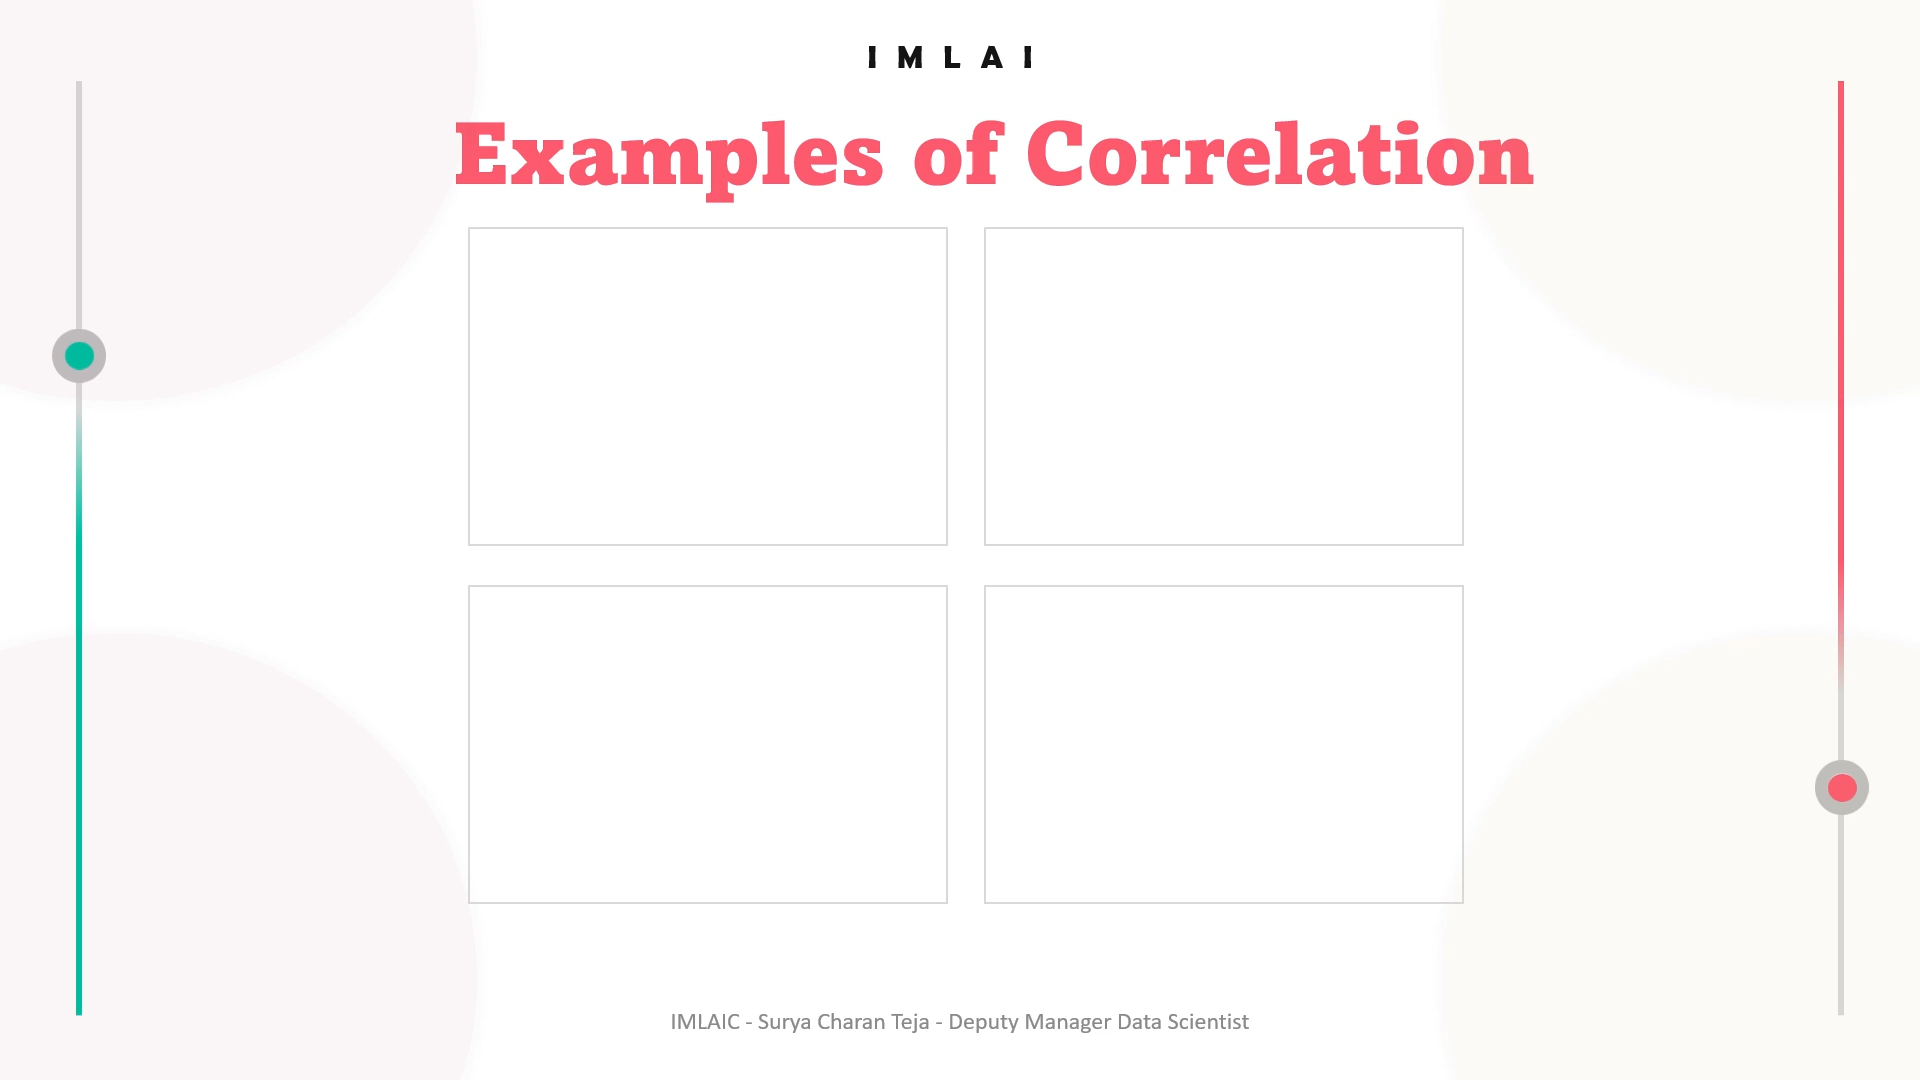 IMLAI
Examples of Correlation
IMLAIC - Surya Charan Teja - Deputy Manager Data Scientist